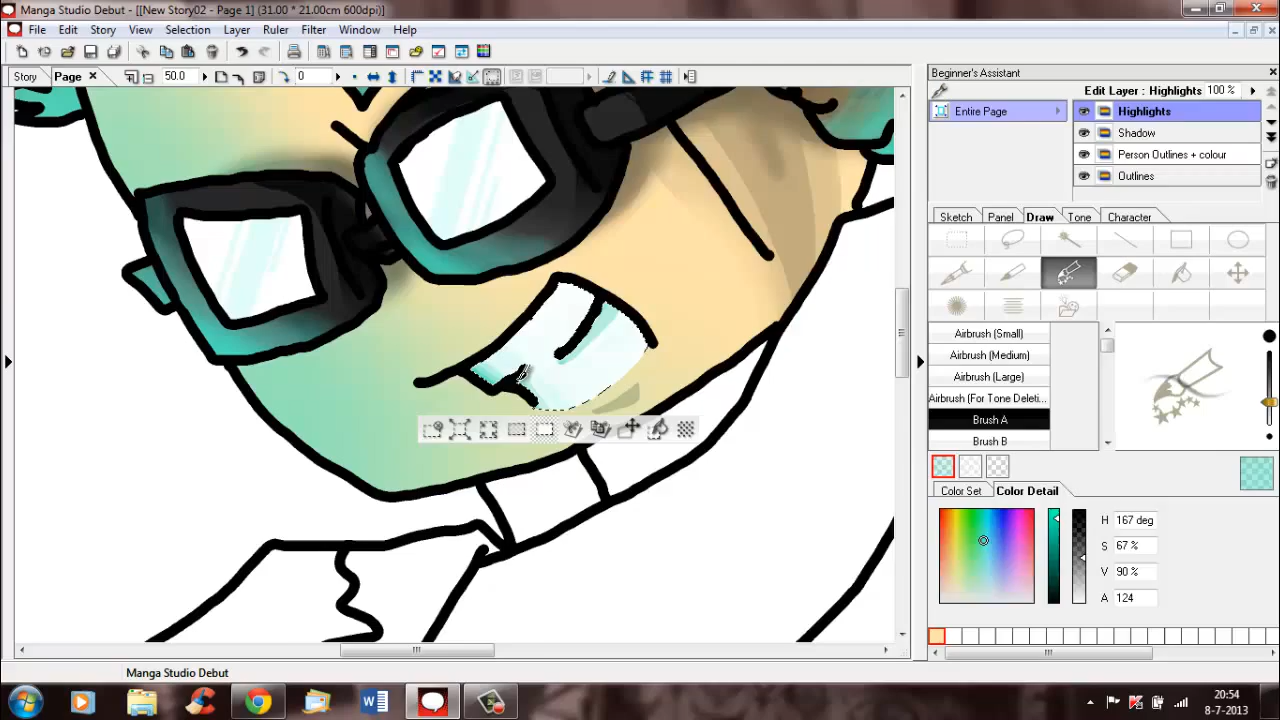 Manga Studio Debut - [[New Story02 - Page 1] (31.00 * 21.00cm 600dpi)]
File Edit Story View Selection Layer Ruler Filter Window Help
Story Page 50.0 0
Beginner's Assistant
Edit Layer : Highlights 100 %
Entire Page
Highlights
Shadow
Person Outlines + colour
Outlines
Sketch Panel Draw Tone Character
Airbrush (Small)
Airbrush (Medium)
Airbrush (Large)
Airbrush (For Tone Deleti...
Brush A
Brush B
Color Set Color Detail
H 167 deg
S 67 %
V 90 %
A 124
Manga Studio Debut
20:54
8-7-2013